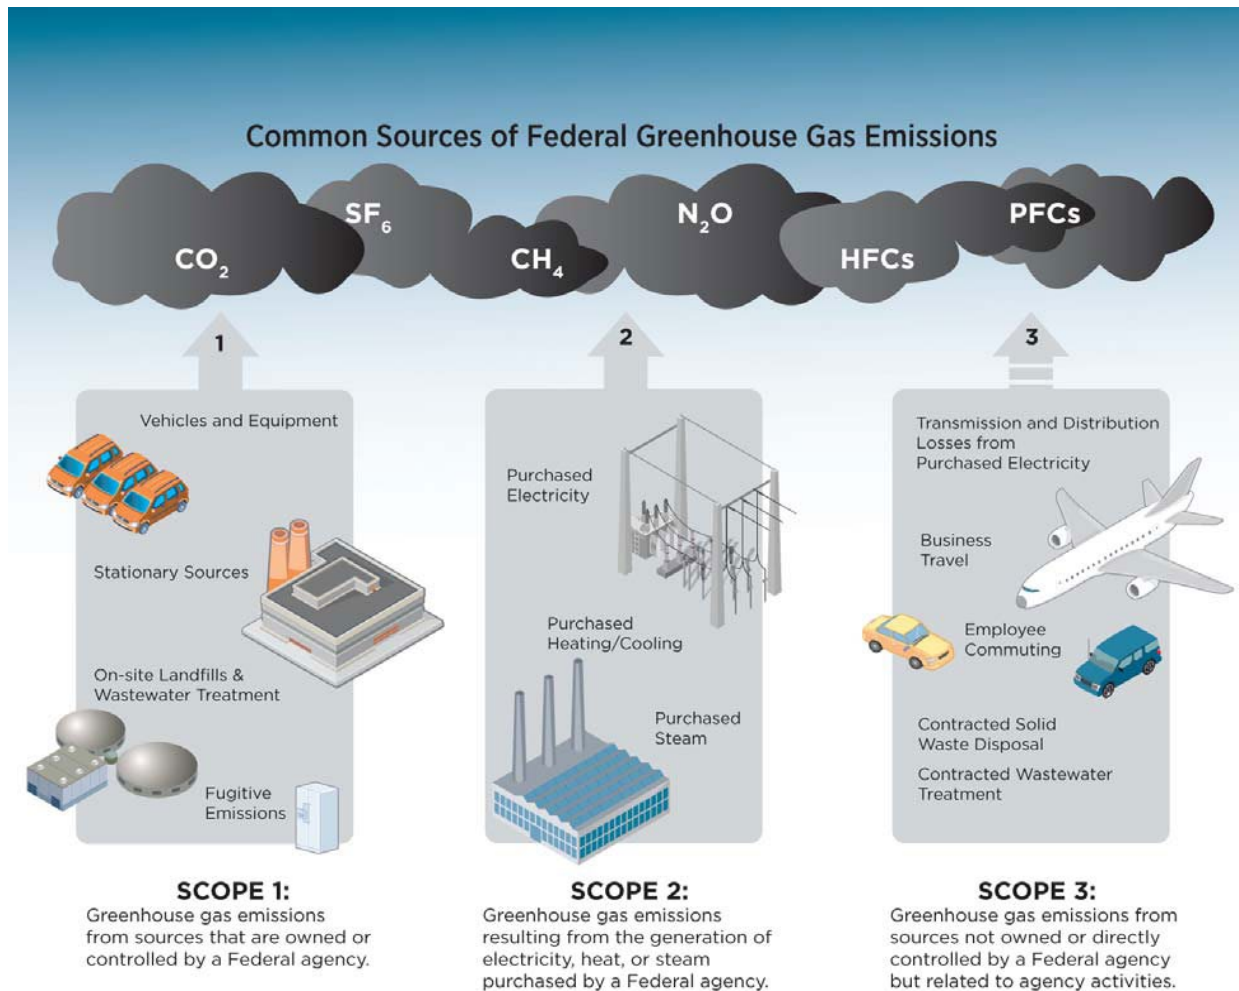 Common Sources of Federal Greenhouse Gas Emissions
CO₂
SF₆
CH₄
N₂O
HFCs
PFCs
1
2
3
Vehicles and Equipment
Stationary Sources
On-site Landfills &
Wastewater Treatment
Fugitive
Emissions
Purchased
Electricity
Purchased
Heating/Cooling
Purchased
Steam
Transmission and Distribution
Losses from
Purchased Electricity
Business
Travel
Employee
Commuting
Contracted Solid
Waste Disposal
Contracted Wastewater
Treatment
SCOPE 1:
Greenhouse gas emissions
from sources that are owned or
controlled by a Federal agency.
SCOPE 2:
Greenhouse gas emissions
resulting from the generation of
electricity, heat, or steam
purchased by a Federal agency.
SCOPE 3:
Greenhouse gas emissions from
sources not owned or directly
controlled by a Federal agency
but related to agency activities.